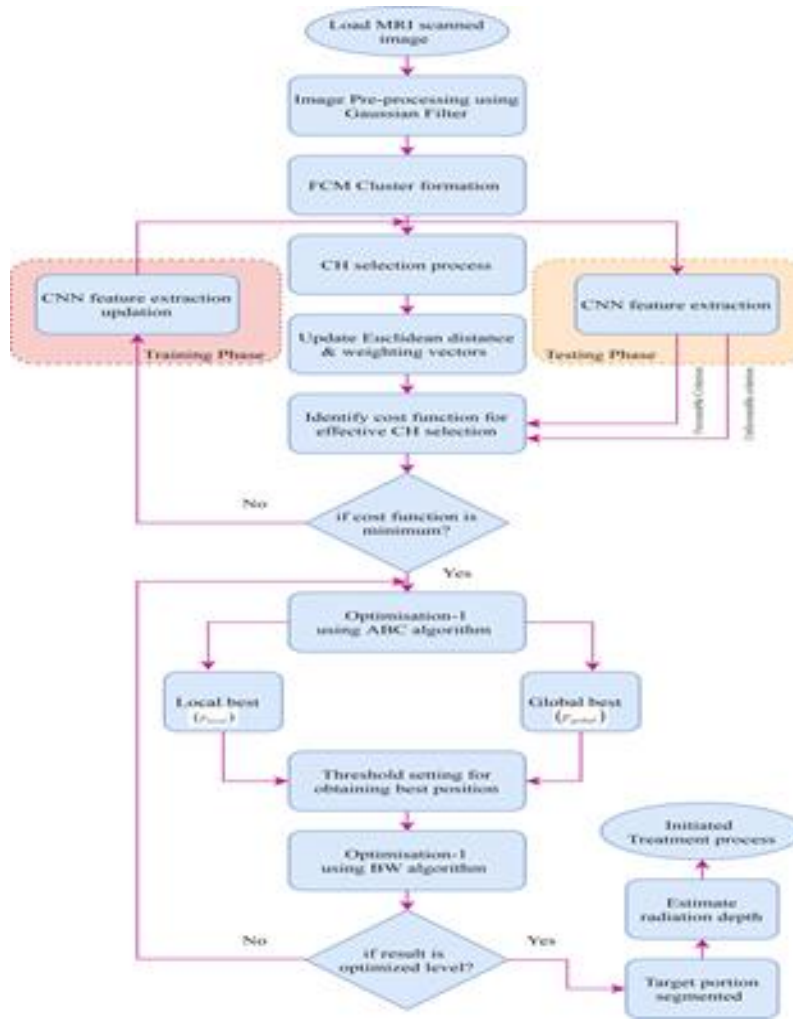 Load MRI scanned
image
Image Pre-processing using
Gaussian Filter
FCM Cluster formation
CH selection process
CNN feature extraction
updation
Training Phase
CNN feature extraction
Testing Phase
Update Euclidean distance
& weighting vectors
Identify cost function for
effective CH selection
No
if cost function is
minimum?
Yes
Optimisation-1
using ABC algorithm
Local best
Global best
Threshold setting for
obtaining best position
Optimisation-1
using BW algorithm
No
if result is
optimized level?
Yes
Initiated
Treatment process
Estimate
radiation depth
Target portion
segmented